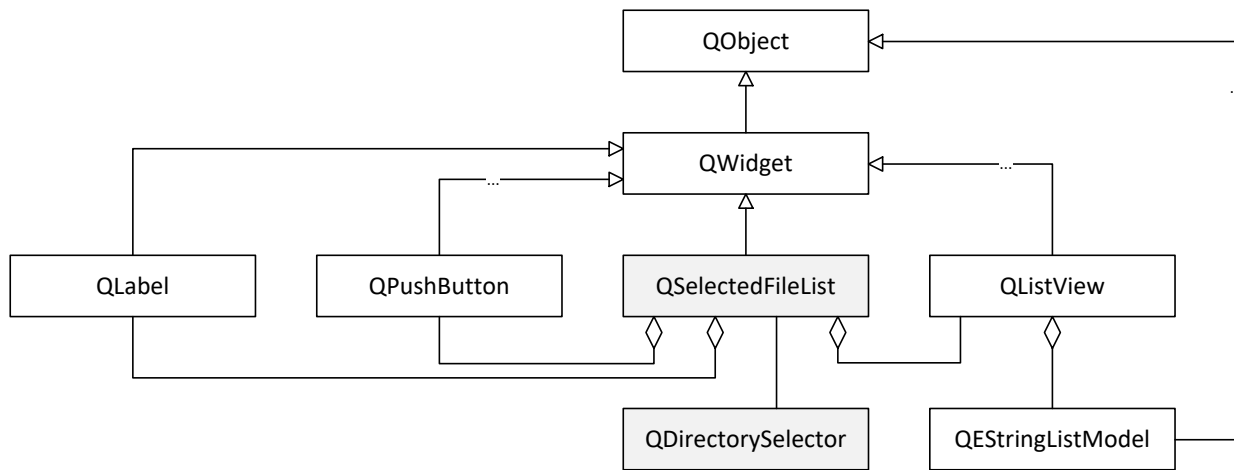 QObject
QWidget
...
...
QLabel
QPushButton
QSelectedFileList
QListView
QDirectorySelector
QEStringListModel